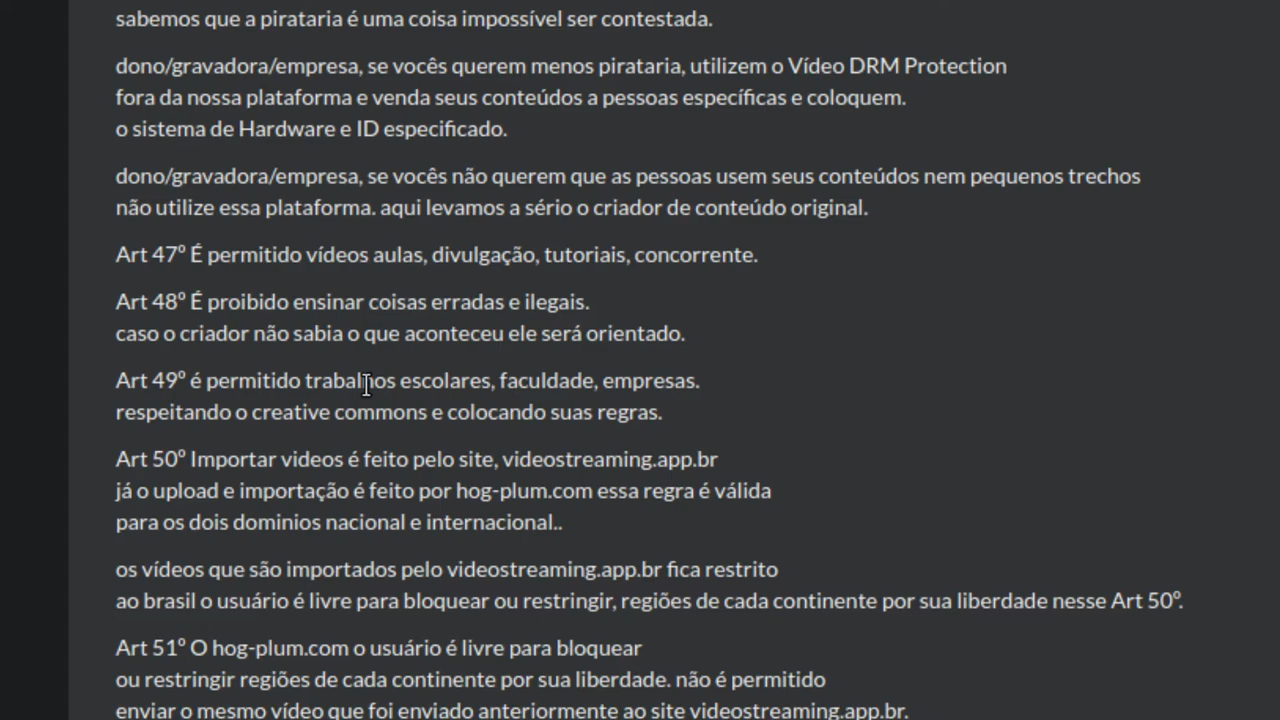 sabemos que a pirataria é uma coisa impossível ser contestada.
dono/gravadora/empresa, se vocês querem menos pirataria, utilizem o Vídeo DRM Protection
fora da nossa plataforma e venda seus conteúdos a pessoas específicas e coloquem.
o sistema de Hardware e ID especificado.
dono/gravadora/empresa, se vocês não querem que as pessoas usem seus conteúdos nem pequenos trechos
não utilize essa plataforma. aqui levamos a sério o criador de conteúdo original.
Art 47º É permitido vídeos aulas, divulgação, tutoriais, concorrente.
Art 48º É proibido ensinar coisas erradas e ilegais.
caso o criador não sabia o que aconteceu ele será orientado.
Art 49º é permitido trabalhos escolares, faculdade, empresas.
respeitando o creative commons e colocando suas regras.
Art 50º Importar videos é feito pelo site, videostreaming.app.br
já o upload e importação é feito por hog-plum.com essa regra é válida
para os dois dominios nacional e internacional..
os vídeos que são importados pelo videostreaming.app.br fica restrito
ao brasil o usuário é livre para bloquear ou restringir, regiões de cada continente por sua liberdade nesse Art 50º.
Art 51º O hog-plum.com o usuário é livre para bloquear
ou restringir regiões de cada continente por sua liberdade. não é permitido
enviar o mesmo vídeo que foi enviado anteriormente ao site videostreaming.app.br.